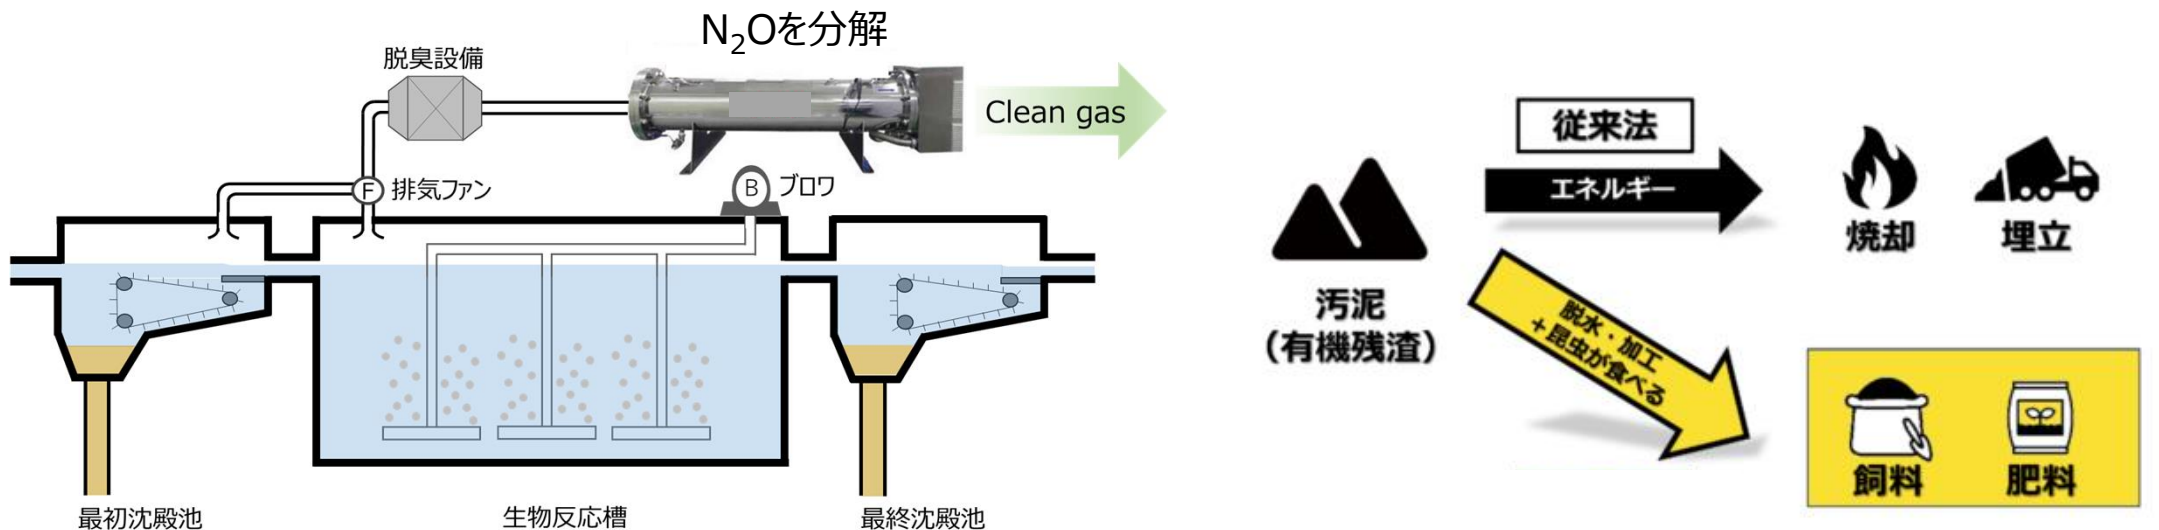 N₂Oを分解
脱臭設備
Clean gas
F 排気ファン
B ブロワ
最初沈殿池
生物反応槽
最終沈殿池
従来法
エネルギー
焼却
埋立
汚泥
（有機残渣）
脱水・加工
＋昆虫が食べる
飼料
肥料